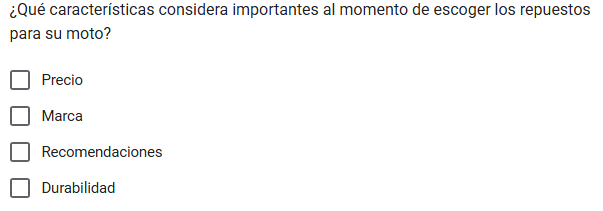 ¿Qué características considera importantes al momento de escoger los repuestos
para su moto?
Precio
Marca
Recomendaciones
Durabilidad